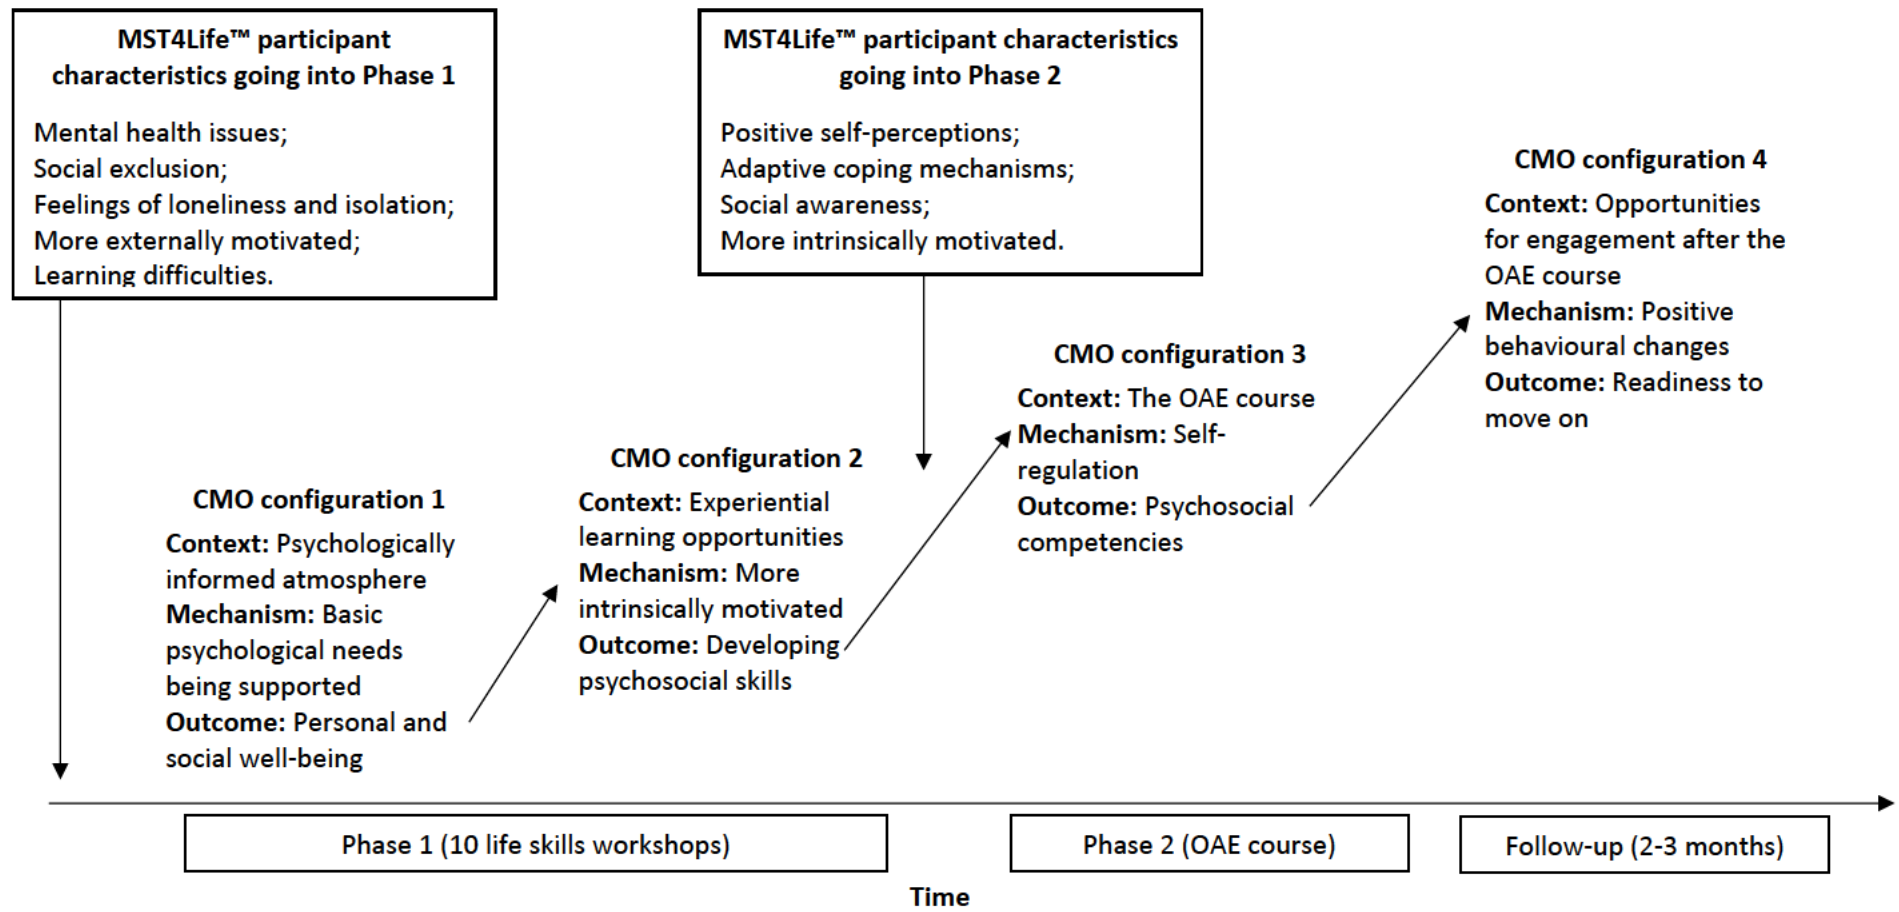 MST4Life™ participant
characteristics going into Phase 1
Mental health issues;
Social exclusion;
Feelings of loneliness and isolation;
More externally motivated;
Learning difficulties.
MST4Life™ participant characteristics
going into Phase 2
Positive self-perceptions;
Adaptive coping mechanisms;
Social awareness;
More intrinsically motivated.
CMO configuration 1
Context: Psychologically
informed atmosphere
Mechanism: Basic
psychological needs
being supported
Outcome: Personal and
social well-being
CMO configuration 2
Context: Experiential
learning opportunities
Mechanism: More
intrinsically motivated
Outcome: Developing
psychosocial skills
CMO configuration 3
Context: The OAE course
Mechanism: Self-
regulation
Outcome: Psychosocial
competencies
CMO configuration 4
Context: Opportunities
for engagement after the
OAE course
Mechanism: Positive
behavioural changes
Outcome: Readiness to
move on
Phase 1 (10 life skills workshops)
Phase 2 (OAE course)
Follow-up (2-3 months)
Time